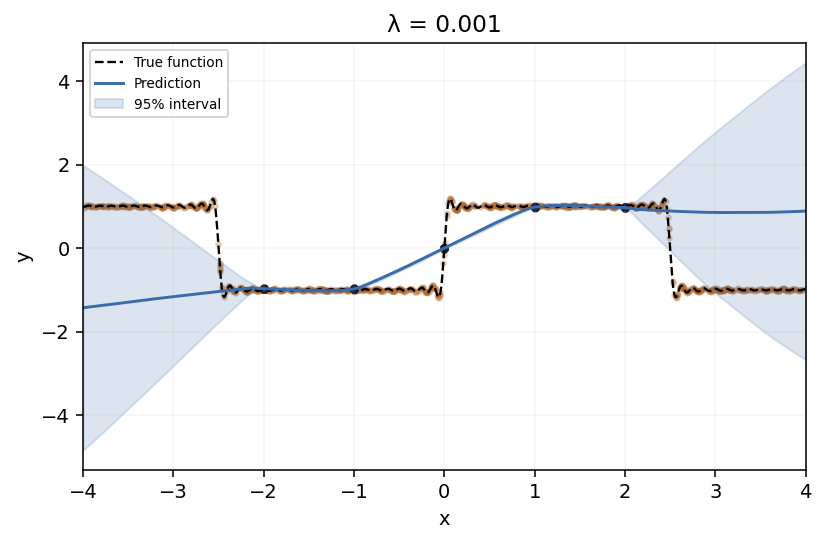 λ = 0.001
True function
Prediction
95% interval
y
4
2
0
−2
−4
−4 −3 −2 −1 0 1 2 3 4
x